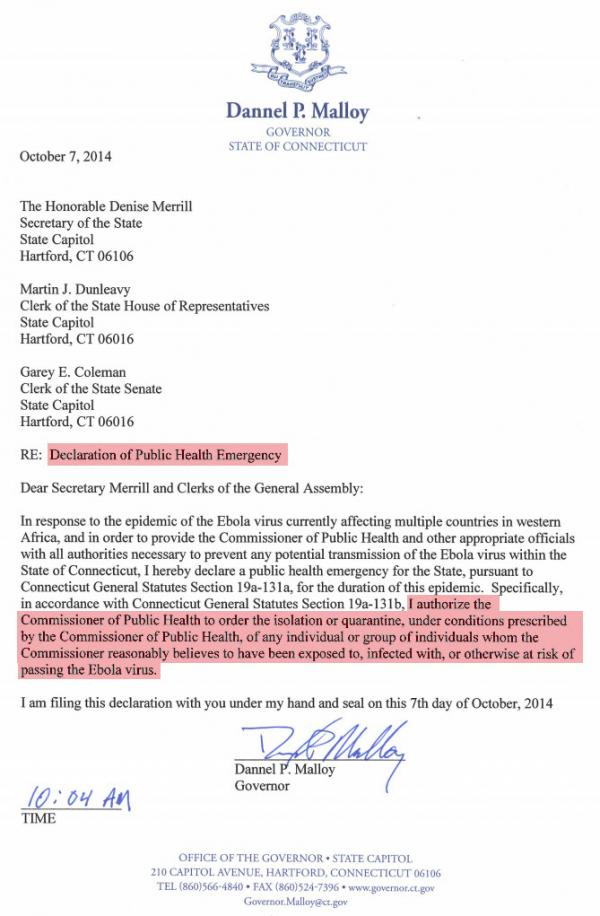 QUI TRANSTULIT SUSTINET
Dannel P. Malloy
GOVERNOR
STATE OF CONNECTICUT
October 7, 2014
The Honorable Denise Merrill
Secretary of the State
State Capitol
Hartford, CT 06106
Martin J. Dunleavy
Clerk of the State House of Representatives
State Capitol
Hartford, CT 06016
Garey E. Coleman
Clerk of the State Senate
State Capitol
Hartford, CT 06016
RE: Declaration of Public Health Emergency
Dear Secretary Merrill and Clerks of the General Assembly:
In response to the epidemic of the Ebola virus currently affecting multiple countries in western
Africa, and in order to provide the Commissioner of Public Health and other appropriate officials
with all authorities necessary to prevent any potential transmission of the Ebola virus within the
State of Connecticut, I hereby declare a public health emergency for the State, pursuant to
Connecticut General Statutes Section 19a-131a, for the duration of this epidemic. Specifically,
in accordance with Connecticut General Statutes Section 19a-131b, I authorize the
Commissioner of Public Health to order the isolation or quarantine, under conditions prescribed
by the Commissioner of Public Health, of any individual or group of individuals whom the
Commissioner reasonably believes to have been exposed to, infected with, or otherwise at risk of
passing the Ebola virus.
I am filing this declaration with you under my hand and seal on this 7th day of October, 2014
Dannel P. Malloy
Dannel P. Malloy
Governor
10:04 AM
TIME
OFFICE OF THE GOVERNOR • STATE CAPITOL
210 CAPITOL AVENUE, HARTFORD, CONNECTICUT 06106
TEL (860)566-4840 • FAX (860)524-7396 • www.governor.ct.gov
Governor.Malloy@ct.gov